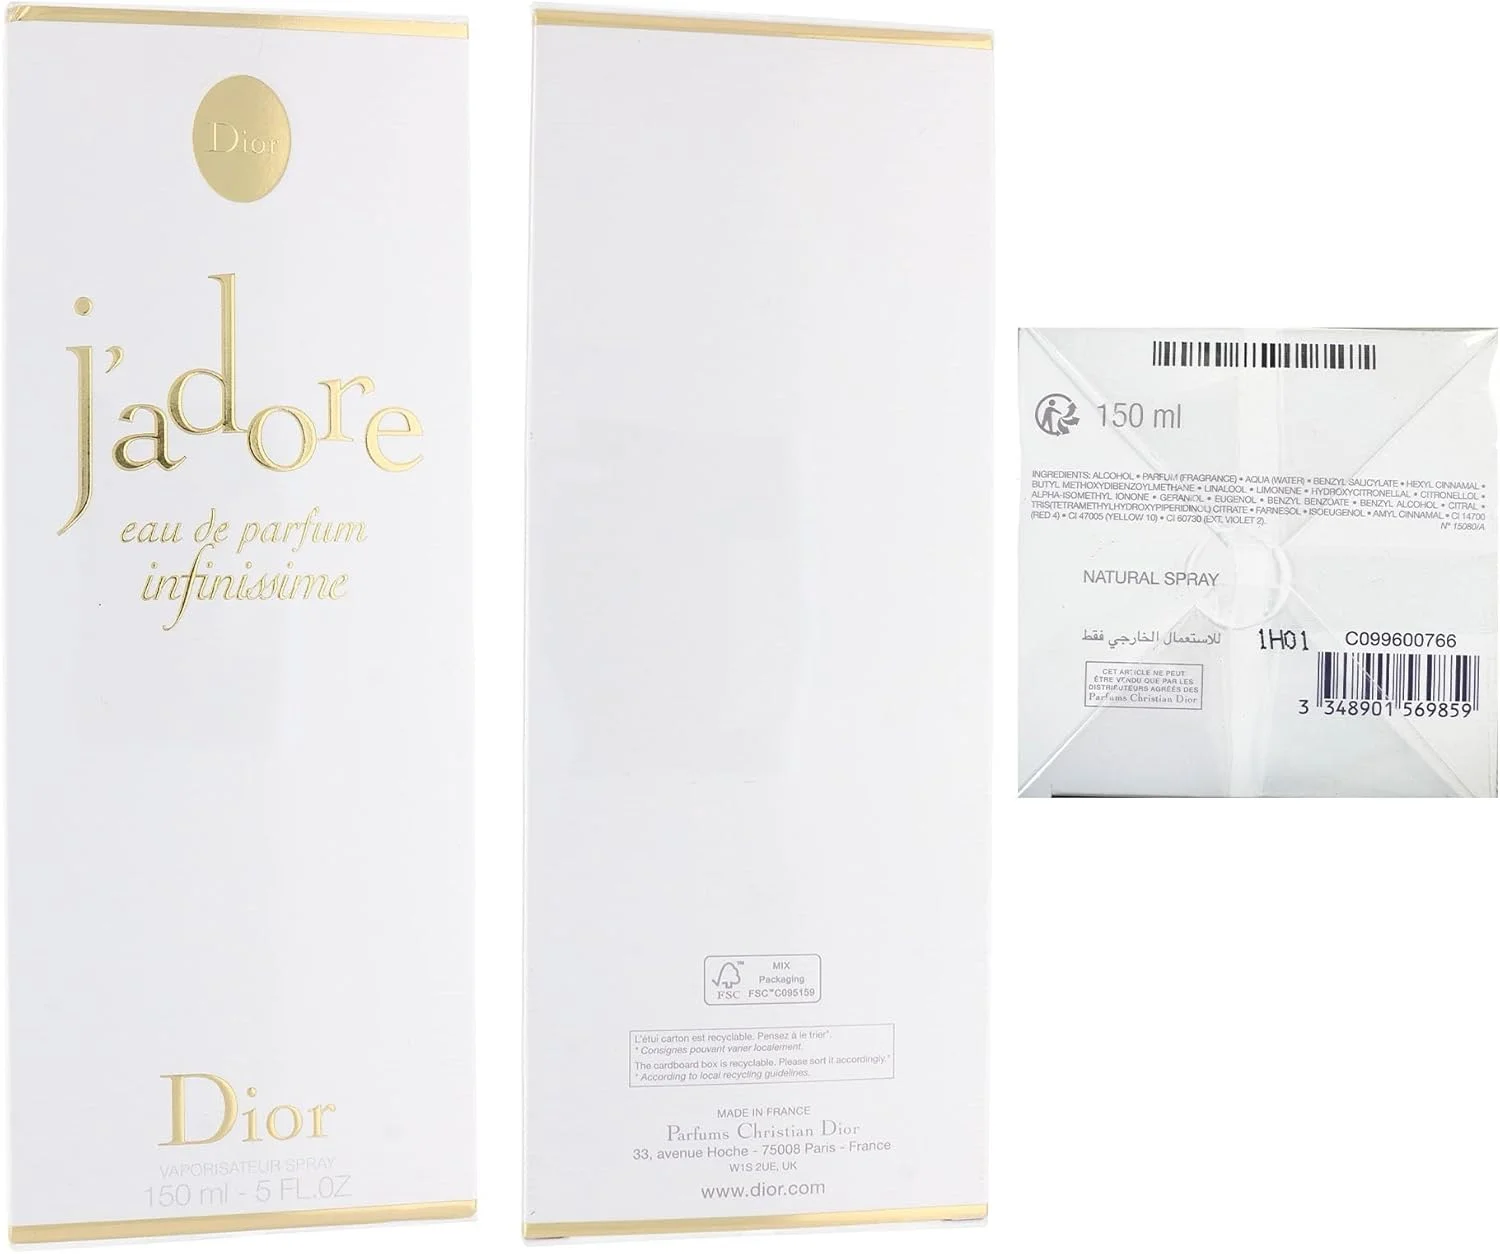 Dior
j'adore
eau de parfum
infinissime
Dior
VAPORISATEUR SPRAY
150 ml - 5 FL.OZ
MIX
Packaging
FSC™ C095159
FSC
L'étui carton est recyclable. Pensez à le trier*.
* Consignes pouvant varier localement.
The cardboard box is recyclable. Please sort it accordingly.*
* According to local recycling guidelines.
MADE IN FRANCE
Parfums Christian Dior
33, avenue Hoche - 75008 Paris - France
W1S 2UE, UK
www.dior.com
150 ml
INGREDIENTS: ALCOHOL • PARFUM (FRAGRANCE) • AQUA (WATER) • BENZYL SALICYLATE • HEXYL CINNAMAL •
BUTYL METHOXYDIBENZOYLMETHANE • LINALOOL • LIMONENE • HYDROXYCITRONELLAL • CITRONELLOL •
ALPHA-ISOMETHYL IONONE • GERANIOL • EUGENOL • BENZYL BENZOATE • BENZYL ALCOHOL • CITRAL •
TRIS(TETRAMETHYLHYDROXYPIPERIDINOL) CITRATE • FARNESOL • ISOEUGENOL • AMYL CINNAMAL • CI 14700
(RED 4) • CI 47005 (YELLOW 10) • CI 60730 (EXT. VIOLET 2).
N° 15080/A
NATURAL SPRAY
للاستعمال الخارجي فقط
1H01
C099600766
CET ARTICLE NE PEUT
ÊTRE VENDU QUE PAR LES
DISTRIBUTEURS AGRÉÉS DES
Parfums Christian Dior
3 348901 569859